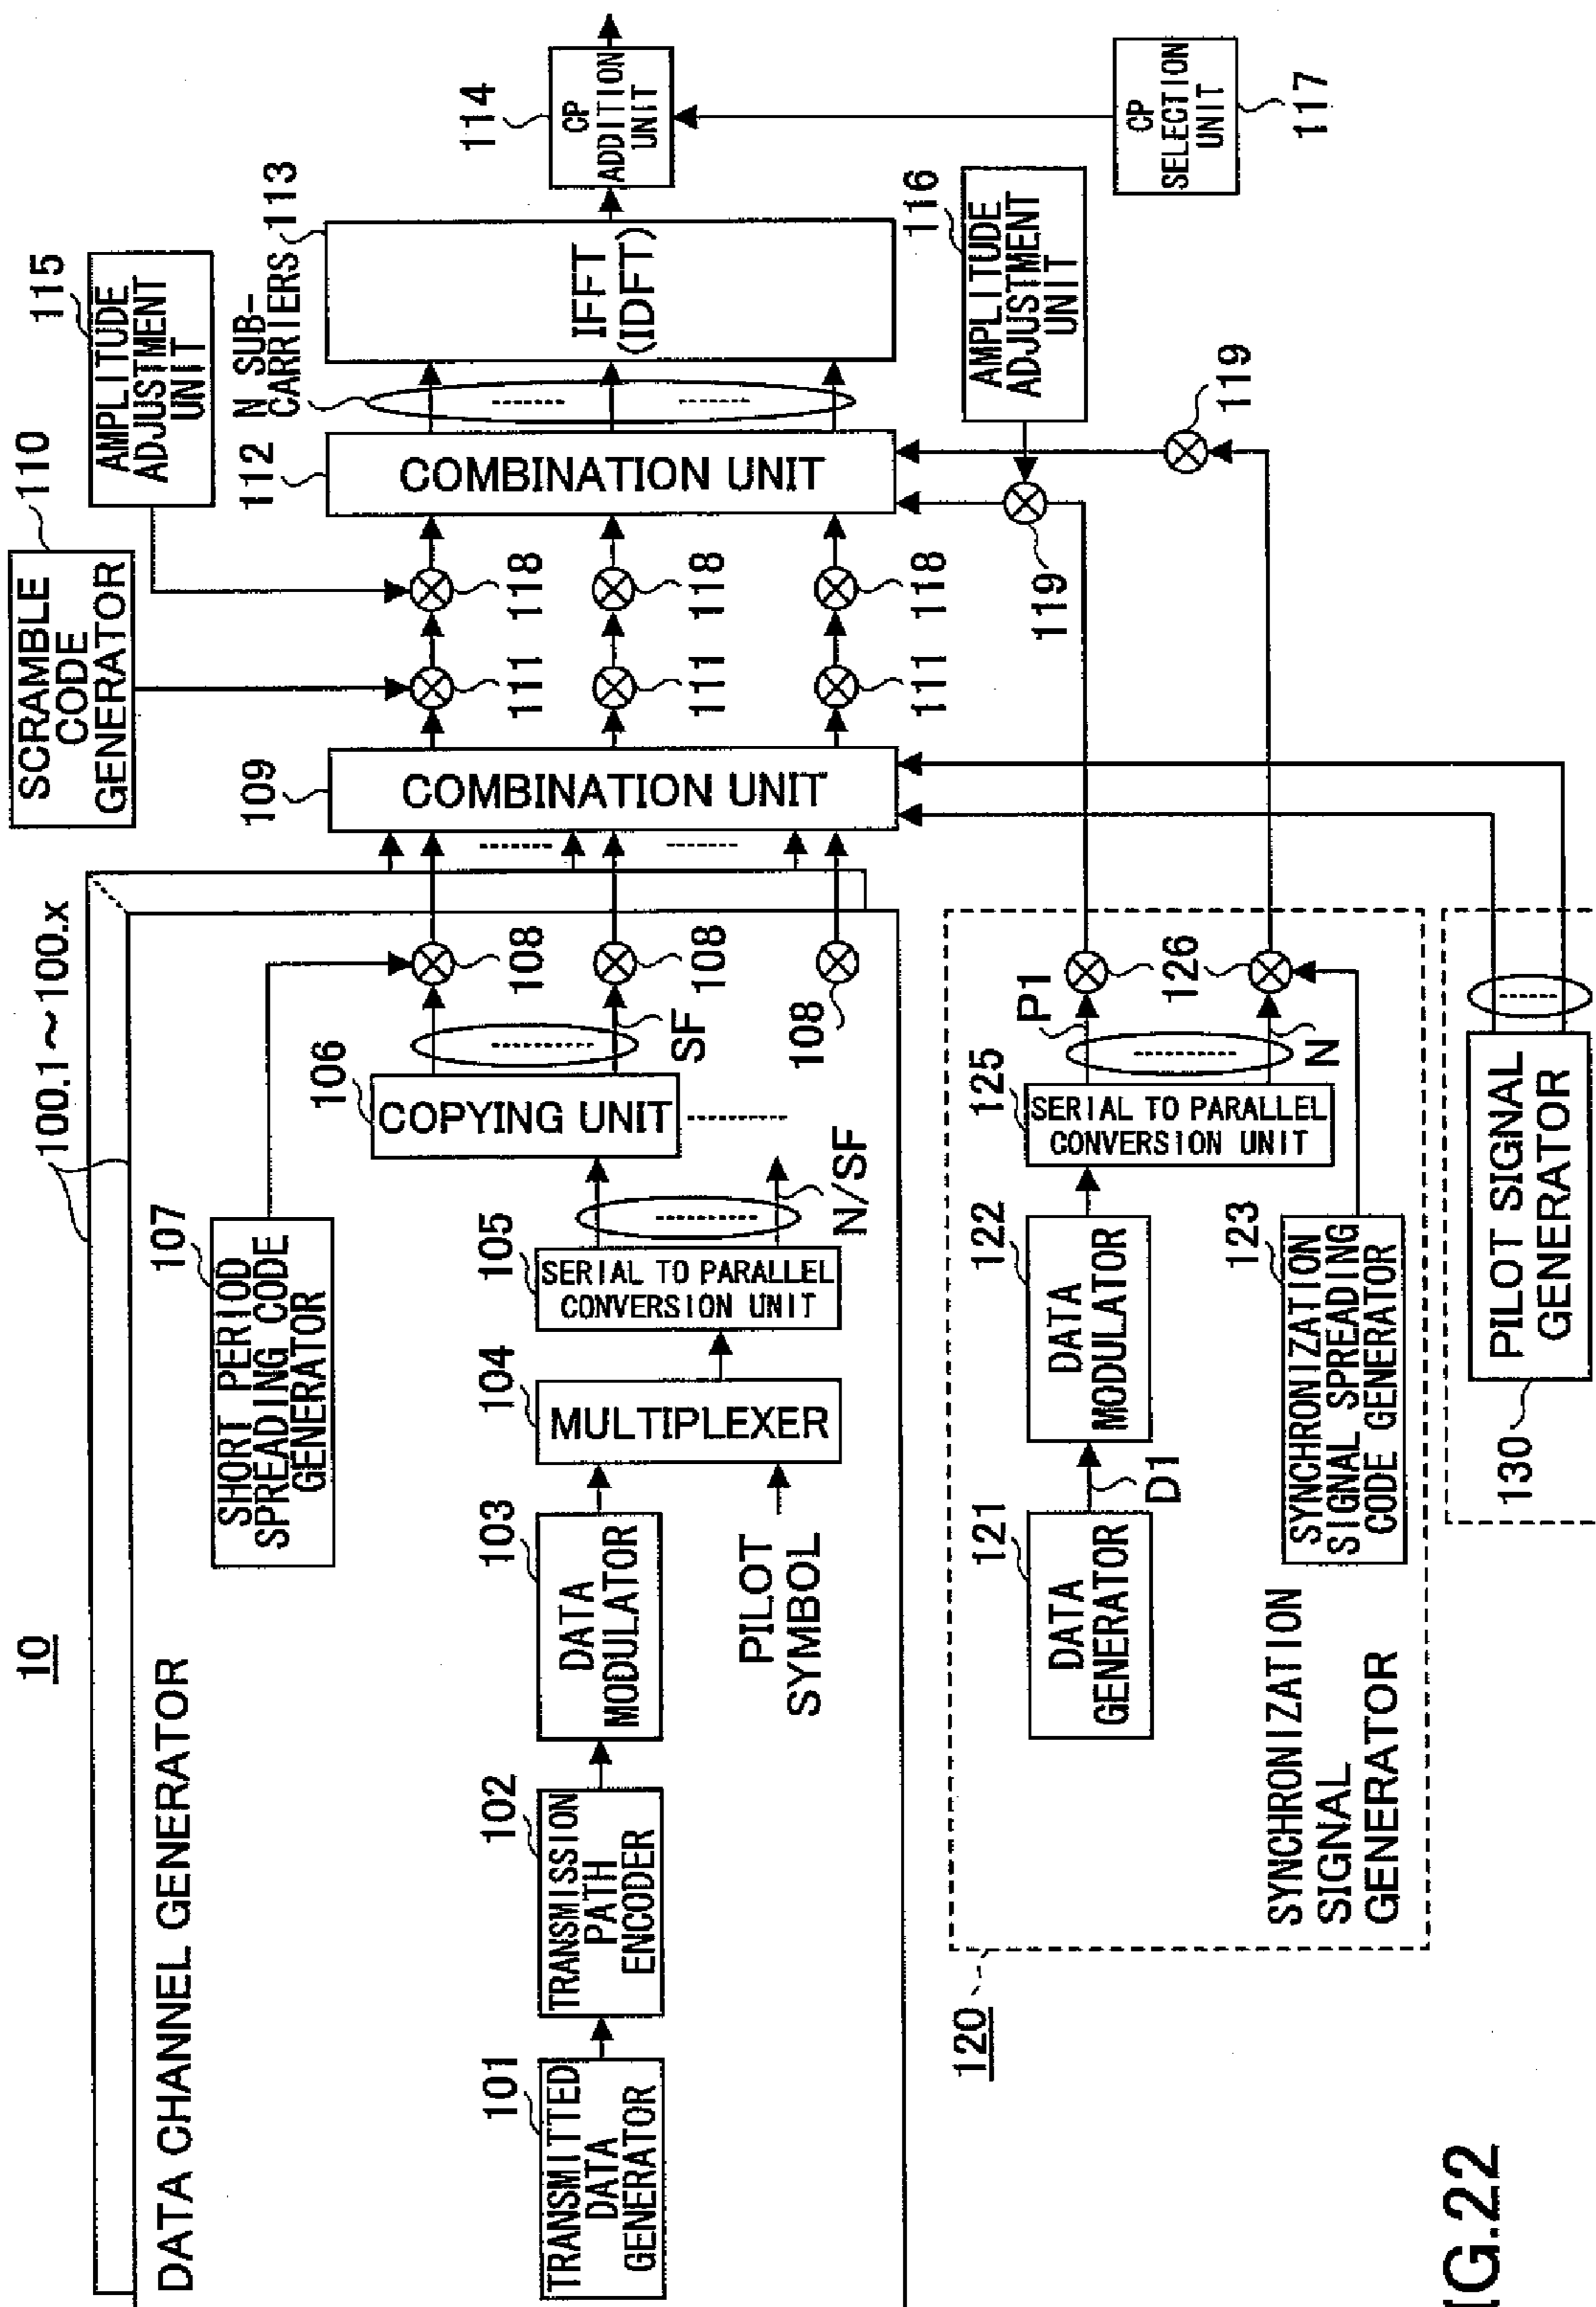 10
100.1~100.x
DATA CHANNEL GENERATOR
101
TRANSMITTED
DATA
GENERATOR
102
TRANSMISSION
PATH
ENCODER
103
DATA
MODULATOR
PILOT
SYMBOL
104
MULTIPLEXER
105
SERIAL TO PARALLEL
CONVERSION UNIT
N/SF
106
COPYING UNIT
SF
107
SHORT PERIOD
SPREADING CODE
GENERATOR
108
108
108
109
COMBINATION UNIT
110
SCRAMBLE
CODE
GENERATOR
111
111
111
118
118
118
115
AMPLITUDE
ADJUSTMENT
UNIT
112
COMBINATION UNIT
N SUB-
CARRIERS
113
IFFT
(IDFT)
114
CP
ADDITION
UNIT
116
AMPLITUDE
ADJUSTMENT
UNIT
117
CP
SELECTION
UNIT
119
119
120
SYNCHRONIZATION
SIGNAL
GENERATOR
121
DATA
GENERATOR
D1
122
DATA
MODULATOR
123
SYNCHRONIZATION
SIGNAL SPREADING
CODE GENERATOR
125
SERIAL TO PARALLEL
CONVERSION UNIT
P1
N
126
130
PILOT SIGNAL
GENERATOR
IG.22